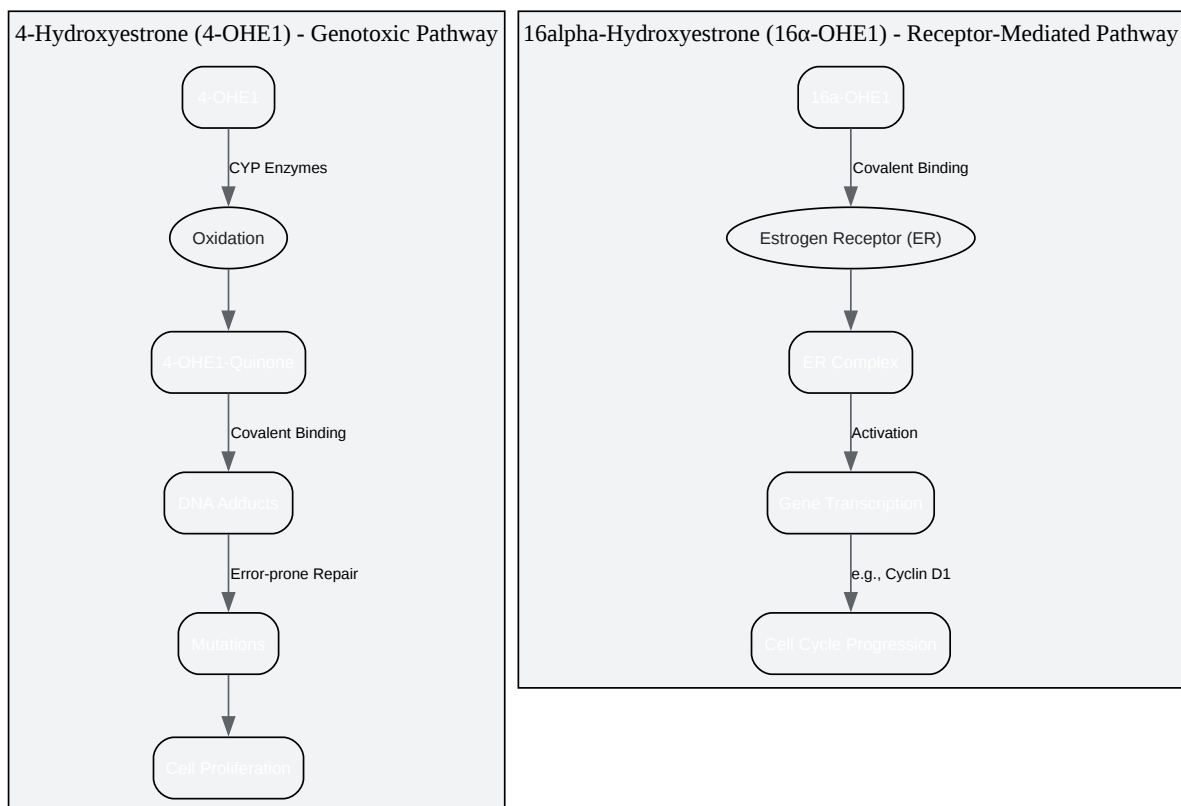 4-Hydroxyestrone (4-OHE1) - Genotoxic Pathway
4-OHE1
CYP Enzymes
Oxidation
4-OHE1-Quinone
Covalent Binding
DNA Adducts
Error-prone Repair
Mutations
Cell Proliferation
16alpha-Hydroxyestrone (16α-OHE1) - Receptor-Mediated Pathway
16a-OHE1
Covalent Binding
Estrogen Receptor (ER)
ER Complex
Activation
Gene Transcription
e.g., Cyclin D1
Cell Cycle Progression